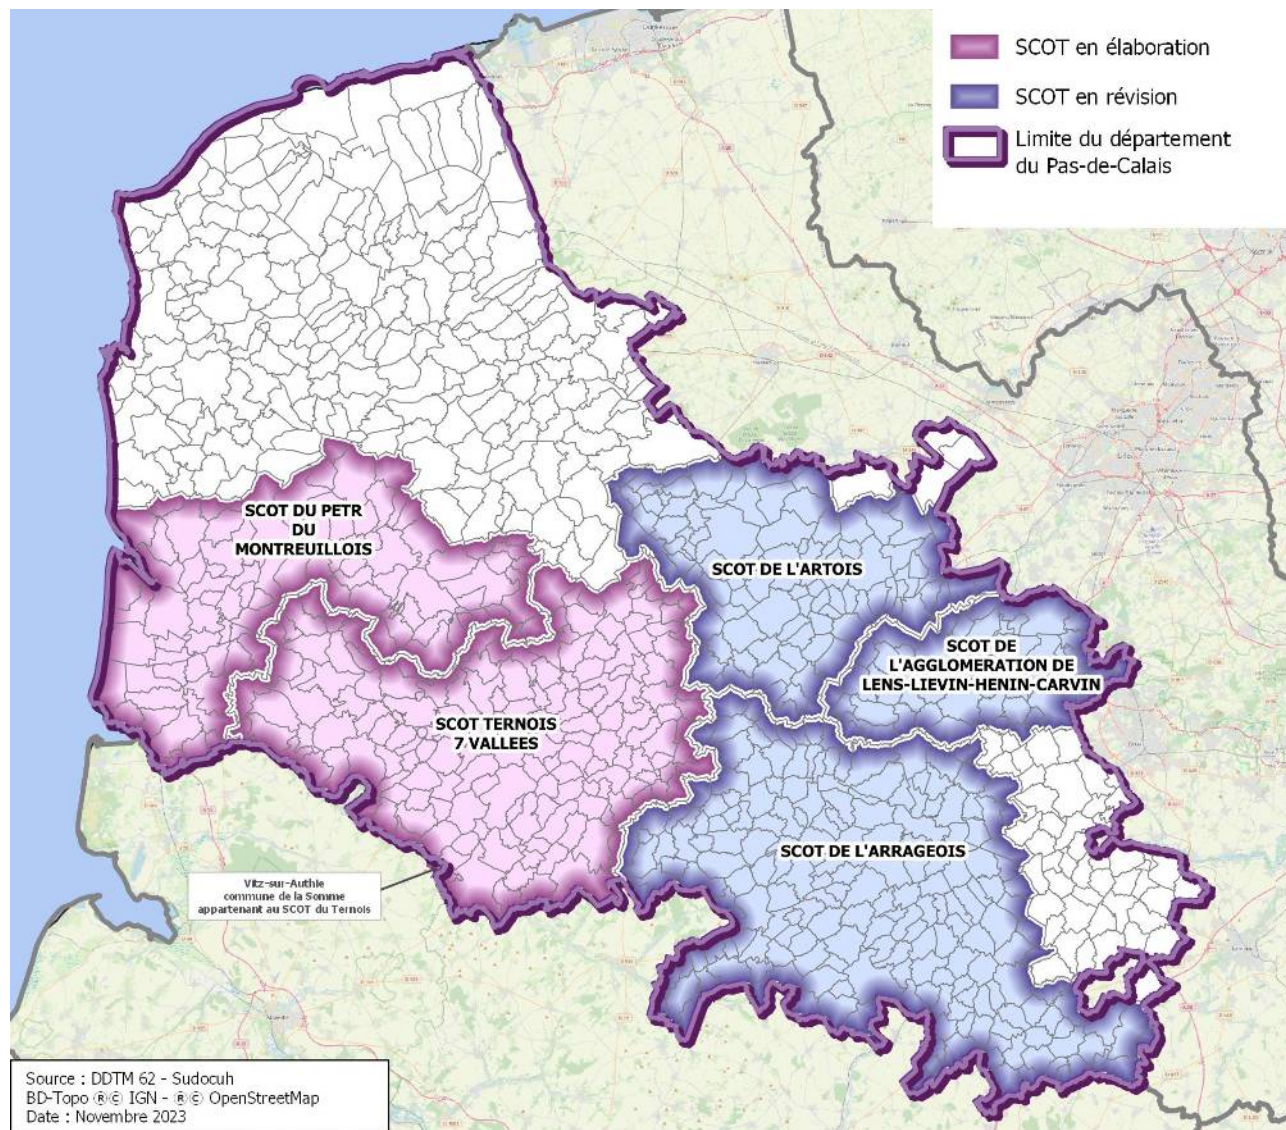 SCOT en élaboration
SCOT en révision
Limite du département
du Pas-de-Calais
SCOT DU PETR
DU
MONTREUILLOIS
SCOT DE L'ARTOIS
SCOT DE
L'AGGLOMERATION DE
LENS-LIEVIN-HENIN-CARVIN
SCOT TERNOIS
7 VALLEES
SCOT DE L'ARRAGEOIS
Vitz-sur-Authie
commune de la Somme
appartenant au SCOT du Ternois
Source : DDTM 62 - Sudocuh
BD-Topo ®© IGN - ®© OpenStreetMap
Date : Novembre 2023